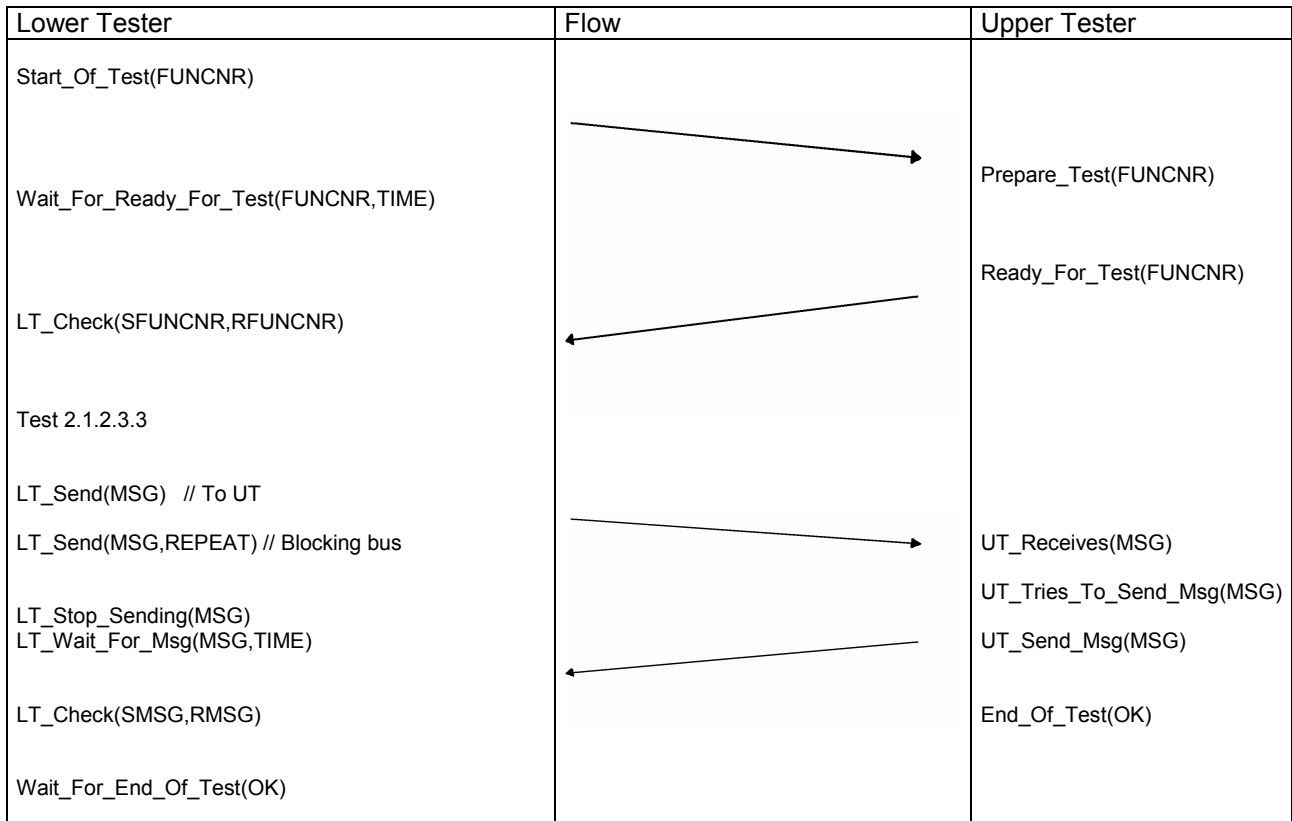 Lower Tester
Flow
Upper Tester
Start_Of_Test(FUNCNR)
Prepare_Test(FUNCNR)
Wait_For_Ready_For_Test(FUNCNR,TIME)
Ready_For_Test(FUNCNR)
LT_Check(SFUNCNR,RFUNCNR)
Test 2.1.2.3.3
LT_Send(MSG) // To UT
LT_Send(MSG,REPEAT) // Blocking bus
UT_Receives(MSG)
UT_Tries_To_Send_Msg(MSG)
LT_Stop_Sending(MSG)
LT_Wait_For_Msg(MSG,TIME)
UT_Send_Msg(MSG)
LT_Check(SMSG,RMSG)
End_Of_Test(OK)
Wait_For_End_Of_Test(OK)